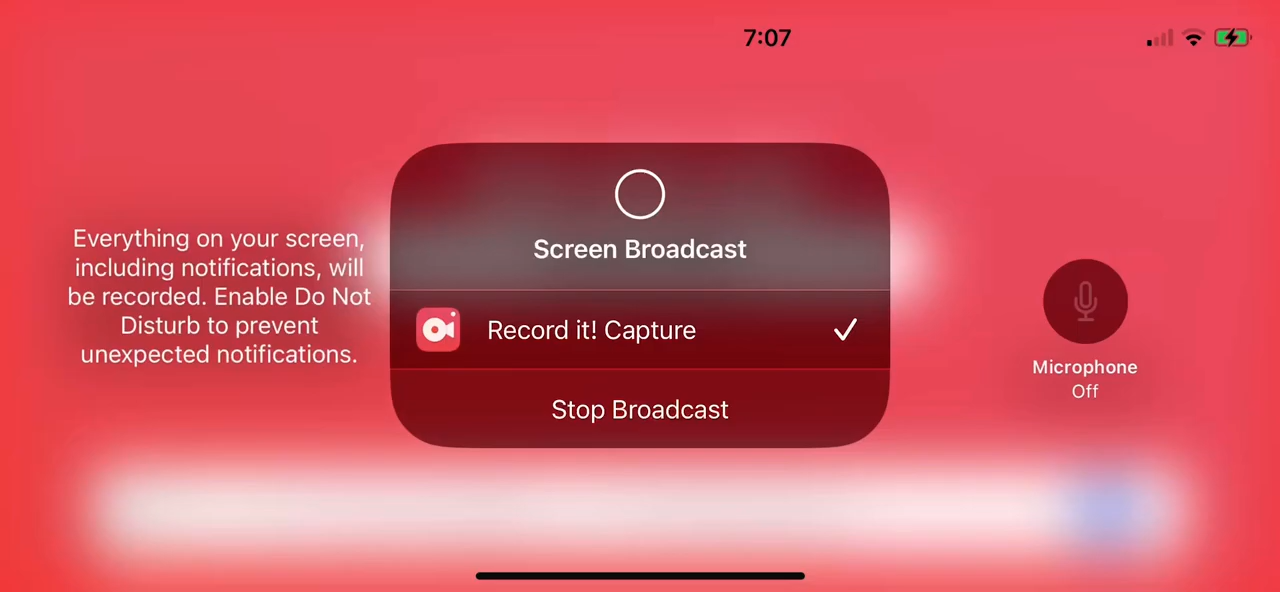 7:07
Everything on your screen,
including notifications, will
be recorded. Enable Do Not
Disturb to prevent
unexpected notifications.
Screen Broadcast
Record it! Capture
Stop Broadcast
Microphone
Off